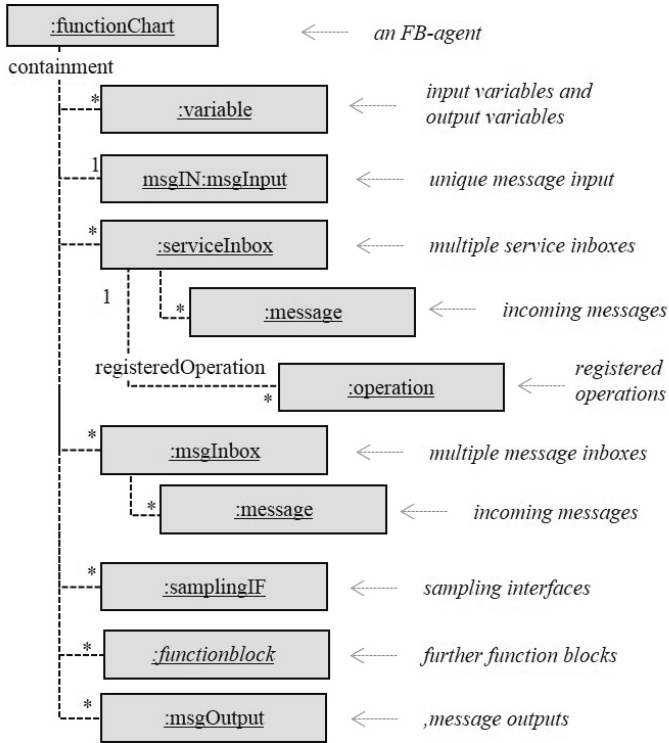 :functionChart
an FB-agent
containment
*
:variable
input variables and
output variables
1
msgIN:msgInput
unique message input
*
:serviceInbox
multiple service inboxes
1
*
:message
incoming messages
registeredOperation
*
:operation
registered
operations
*
:msgInbox
multiple message inboxes
*
:message
incoming messages
*
:samplingIF
sampling interfaces
*
:functionblock
further function blocks
*
:msgOutput
,message outputs